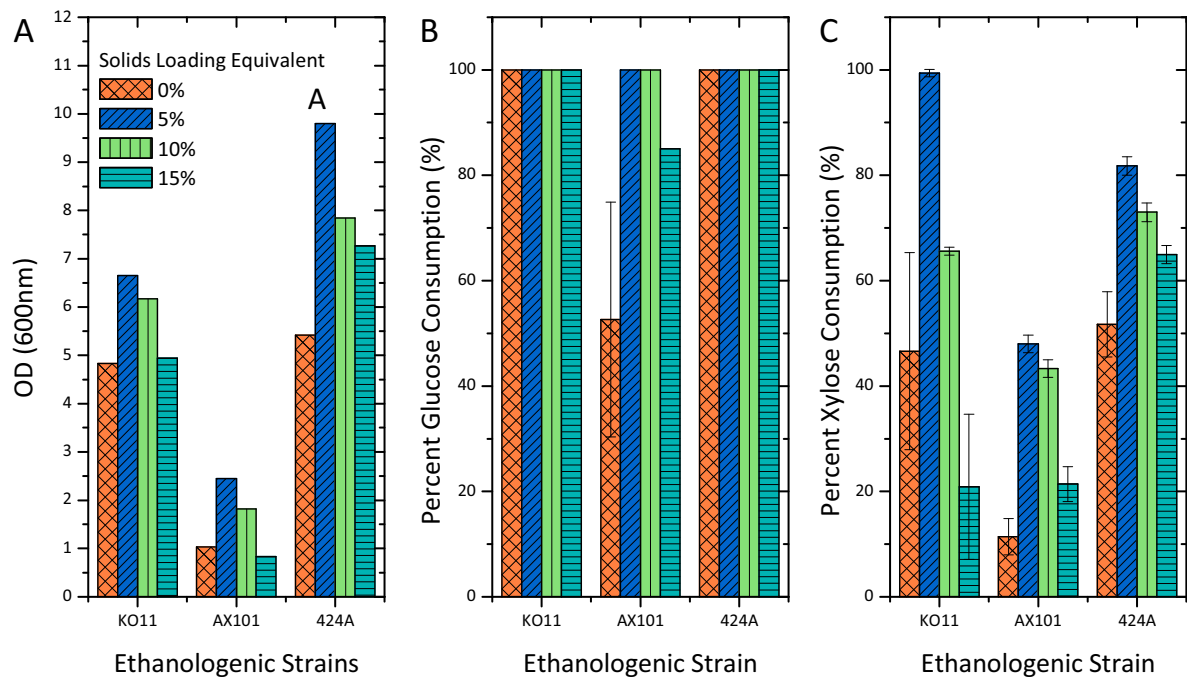 A
OD (600nm)
12
11
10
9
8
7
6
5
4
3
2
1
0
Solids Loading Equivalent
0%
5%
10%
15%
A
KO11 AX101 424A
Ethanologenic Strains
B
Percent Glucose Consumption (%)
100
80
60
40
20
0
KO11 AX101 424A
Ethanologenic Strain
C
Percent Xylose Consumption (%)
100
80
60
40
20
0
KO11 AX101 424A
Ethanologenic Strain